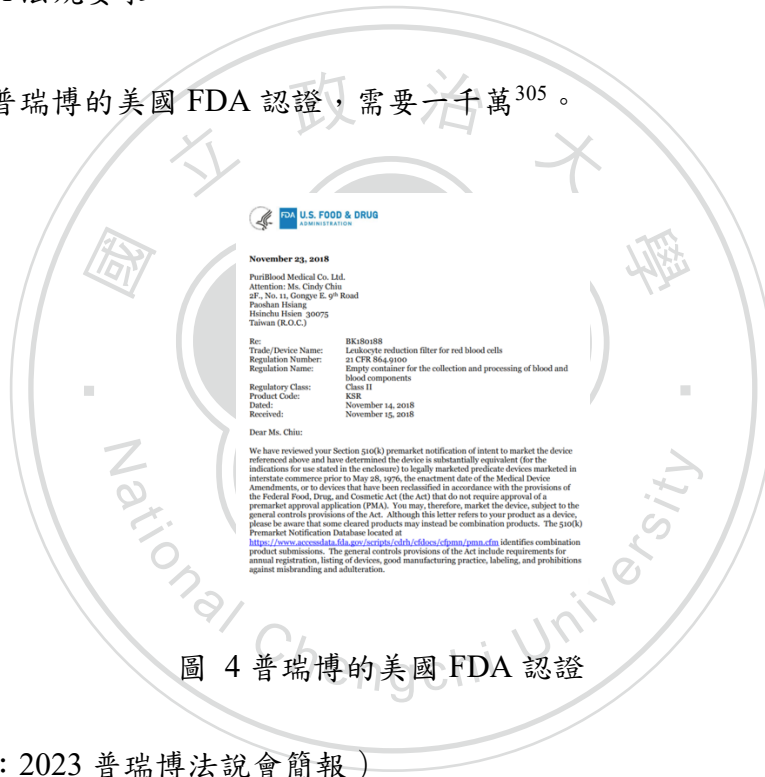 普瑞博的美國 FDA 認證，需要一千萬305。
國立政治大學
FDA U.S. FOOD & DRUG
ADMINISTRATION
November 23, 2018
PuriBlood Medical Co. Ltd.
Attention: Ms. Cindy Chiu
2F., No. 11, Gongye E. 9th Road
Paoshan Hsiang
Hsinchu Hsien 30075
Taiwan (R.O.C.)
Re: BK180188
Trade/Device Name: Leukocyte reduction filter for red blood cells
Regulation Number: 21 CFR 864.9100
Regulation Name: Empty container for the collection and processing of blood and
blood components
Regulatory Class: Class II
Product Code: KSR
Dated: November 14, 2018
Received: November 15, 2018
Dear Ms. Chiu:
We have reviewed your Section 510(k) premarket notification of intent to market the device
referenced above and have determined the device is substantially equivalent (for the
indications for use stated in the enclosure) to legally marketed predicate devices marketed in
interstate commerce prior to May 28, 1976, the enactment date of the Medical Device
Amendments, or to devices that have been reclassified in accordance with the provisions of
the Federal Food, Drug, and Cosmetic Act (the Act) that do not require approval of a
premarket approval application (PMA). You may, therefore, market the device, subject to the
general controls provisions of the Act. Although this letter refers to your product as a device,
please be aware that some cleared products may instead be combination products. The 510(k)
Premarket Notification Database located at
https://www.accessdata.fda.gov/scripts/cdrh/cfdocs/cfpmn/pmn.cfm identifies combination
product submissions. The general controls provisions of the Act include requirements for
annual registration, listing of devices, good manufacturing practice, labeling, and prohibitions
against misbranding and adulteration.
National Chengchi University
圖 4 普瑞博的美國 FDA 認證
：2023 普瑞博法說會簡報）